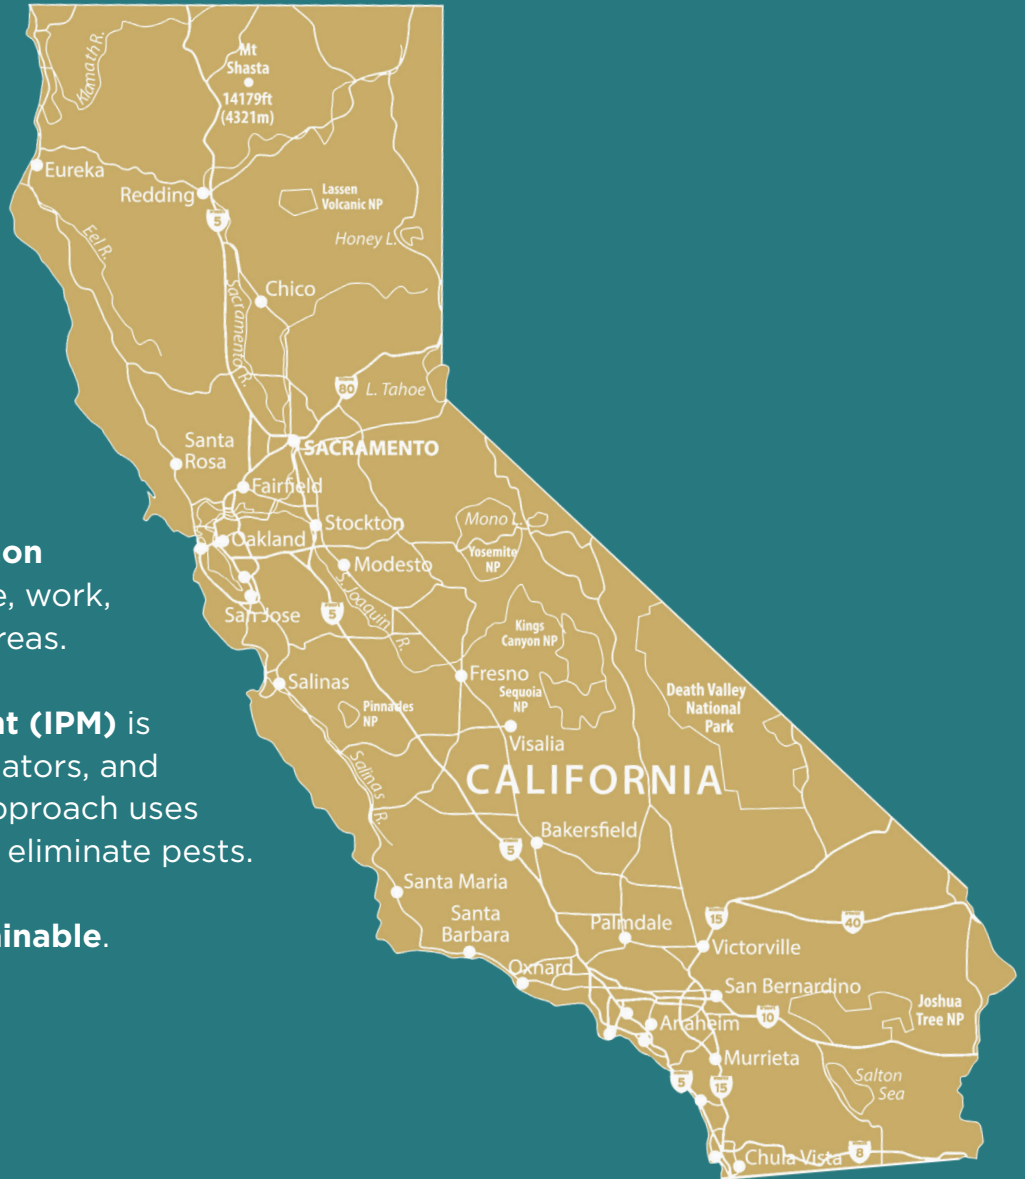 Klamath R.
Mt
Shasta
14179ft
(4321m)
Eureka
Redding
5
Lassen
Volcanic NP
Honey L.
Eel R.
Sacramento R.
Chico
80
L. Tahoe
Santa
Rosa
SACRAMENTO
Fairfield
Stockton
Mono L.
Oakland
Yosemite
NP
Modesto
on
e, work,
San Jose
5
S. Joaquin R.
reas.
Kings
Canyon NP
Salinas
Fresno
Sequoia
NP
Death Valley
National
Park
Pinnacles
NP
nt (IPM) is
Visalia
ators, and
Salinas R.
CALIFORNIA
pproach uses
5
Bakersfield
eliminate pests.
Santa Maria
Santa
Barbara
Palmdale
15
40
ainable.
Victorville
Oxnard
San Bernardino
Joshua
Tree NP
10
Anaheim
Murrieta
5
15
Salton
Sea
Chula Vista
8